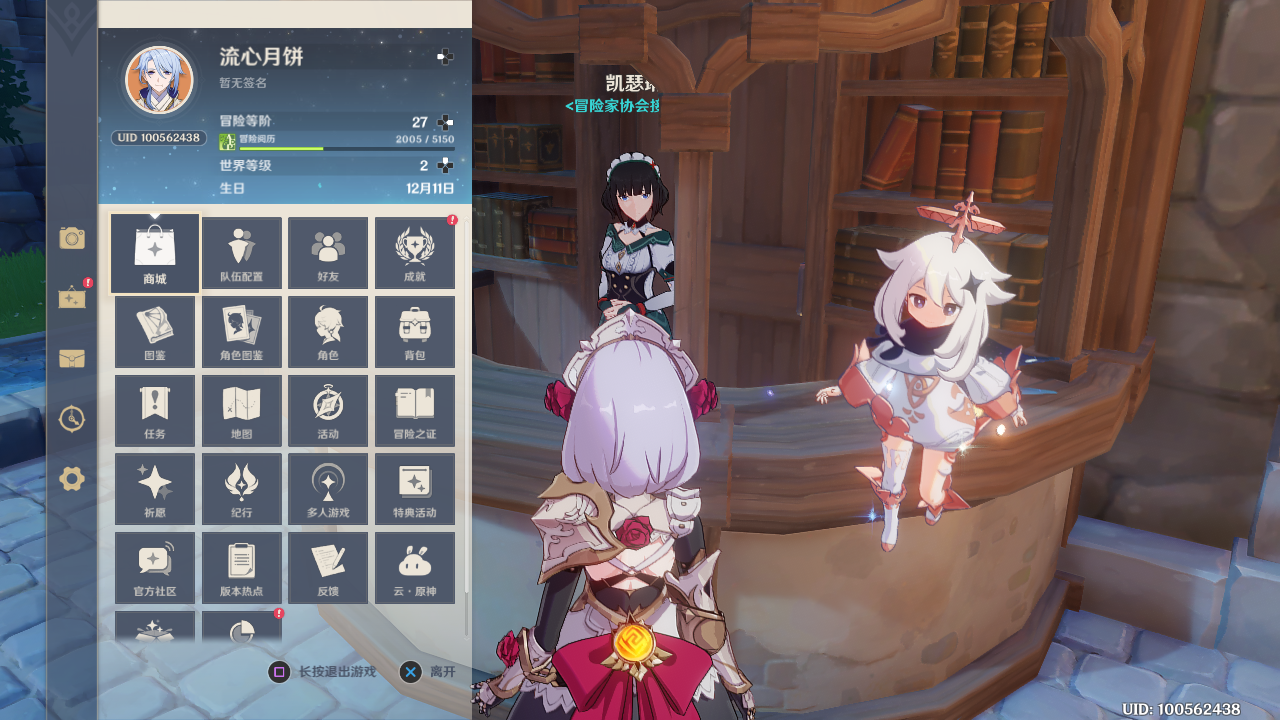 流心月饼
暂无签名
UID 100562438
冒险等阶 27
冒险阅历 2005 / 5150
世界等级 2
生日 12月11日
商城 队伍配置 好友 成就
图鉴 角色图鉴 角色 背包
任务 地图 活动 冒险之证
祈愿 纪行 多人游戏 特典活动
官方社区 版本热点 反馈 云·原神
长按退出游戏 离开
凯瑟
<冒险家协会接
UID: 100562438